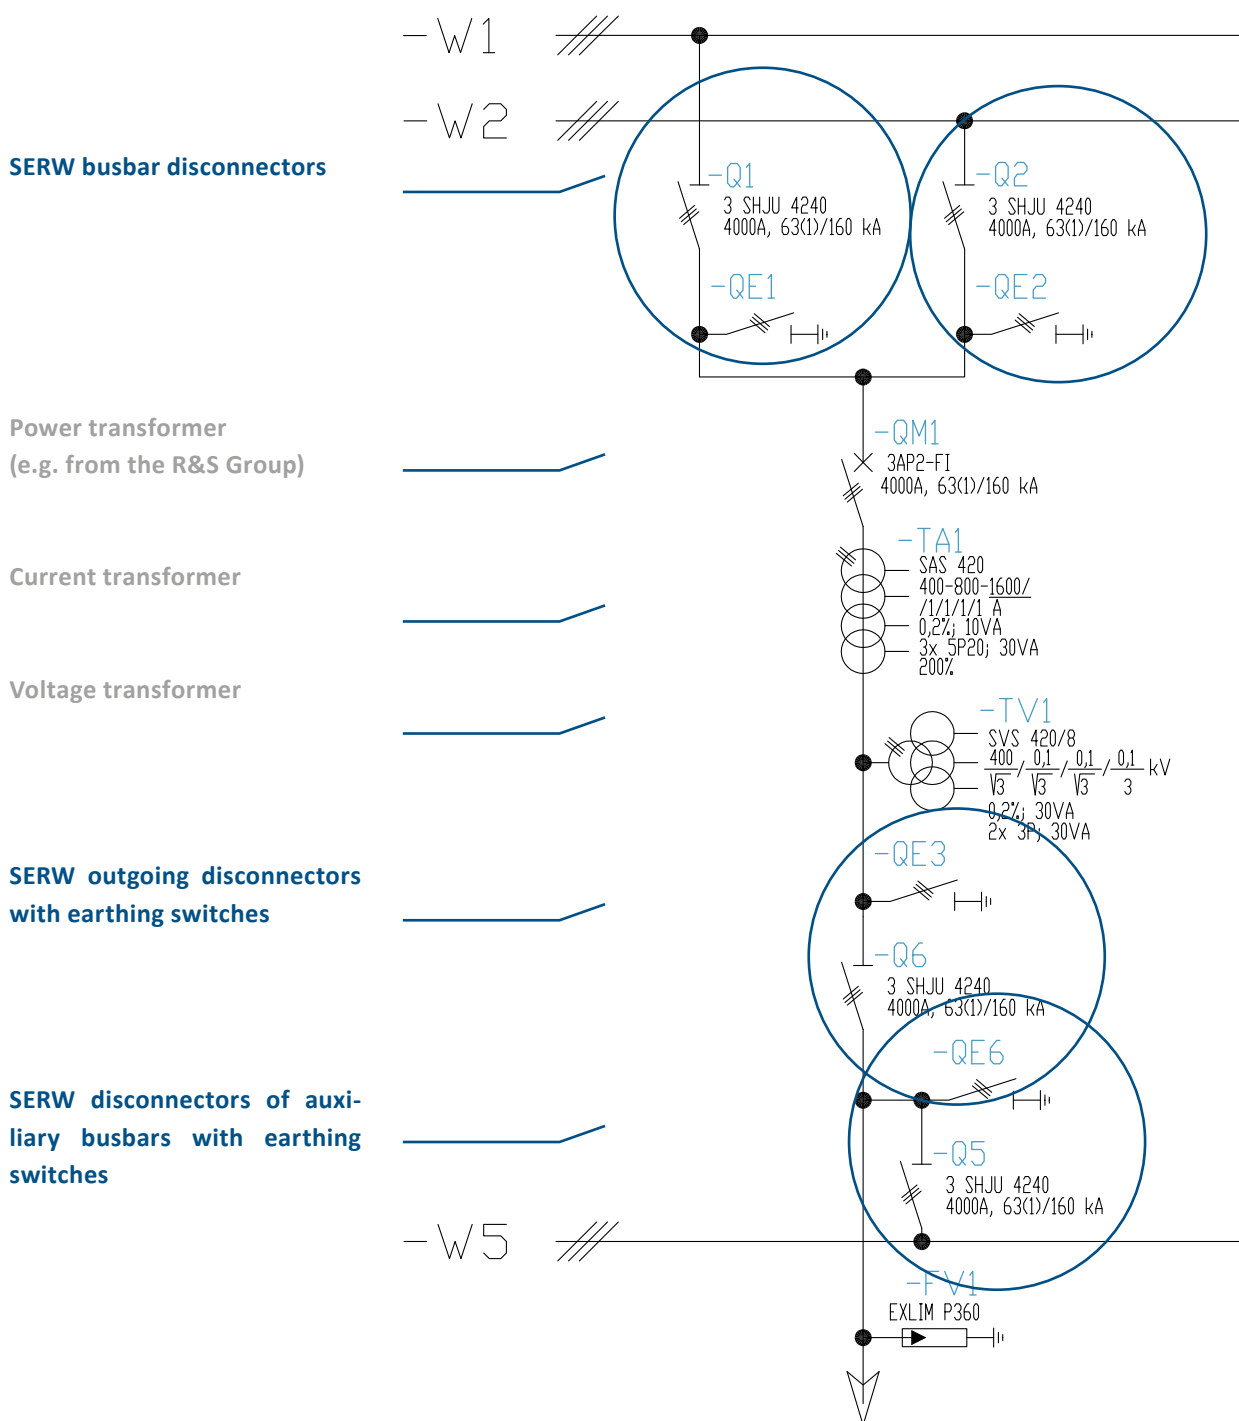 -W1
-W2
SERW busbar disconnectors
-Q1
3 SHJU 4240
4000A, 63(1)/160 kA
-Q2
3 SHJU 4240
4000A, 63(1)/160 kA
-QE1
-QE2
Power transformer
(e.g. from the R&S Group)
-QM1
3AP2-FI
4000A, 63(1)/160 kA
Current transformer
-TA1
SAS 420
400-800-1600/
/1/1/1/1 A
0,2%; 10VA
3x 5P20; 30VA
200%
Voltage transformer
-TV1
SVS 420/8
400/√3 / 0,1/√3 / 0,1/√3 / 0,1/3 kV
0,2%; 30VA
2x 3P; 30VA
SERW outgoing disconnectors
with earthing switches
-QE3
-Q6
3 SHJU 4240
4000A, 63(1)/160 kA
SERW disconnectors of auxi-
liary busbars with earthing
switches
-QE6
-Q5
3 SHJU 4240
4000A, 63(1)/160 kA
-W5
-FV1
EXLIM P360